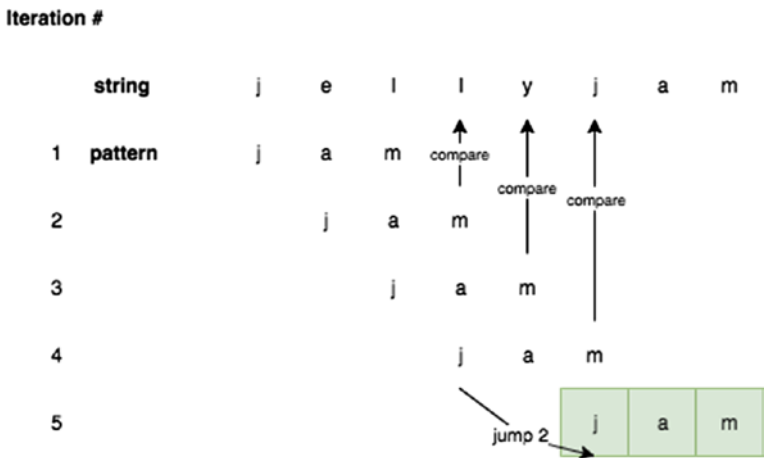 Iteration #
string j e l l y j a m
1 pattern j a m compare
compare
compare
2 j a m
3 j a m
4 j a m
5 j a m
jump 2